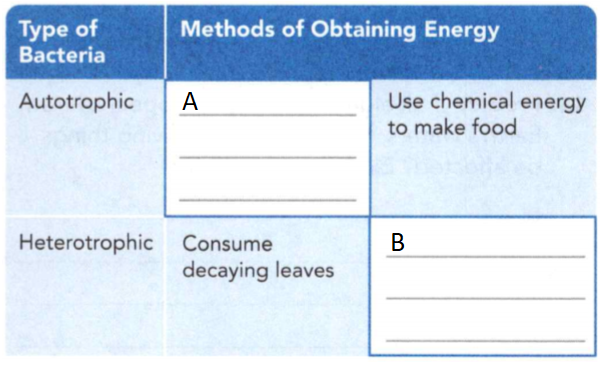 Type of
Bacteria
Methods of Obtaining Energy
Autotrophic
A
Use chemical energy
to make food
Heterotrophic
Consume
decaying leaves
B